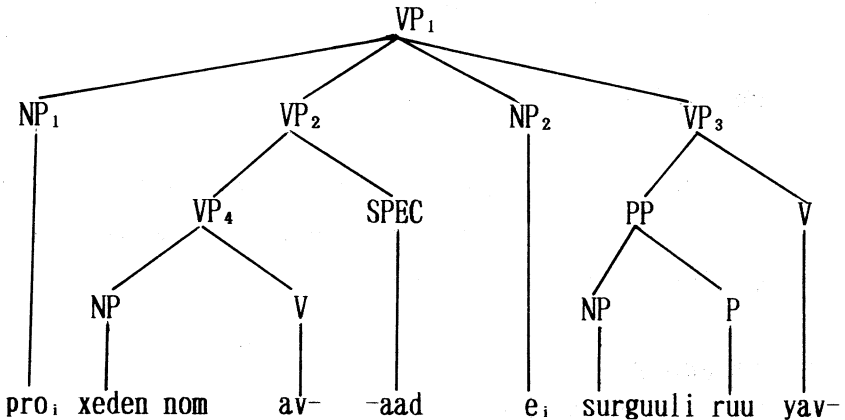 VP₁
NP₁ VP₂ NP₂ VP₃
VP₄ SPEC PP V
NP V NP P
proᵢ xeden nom av- -aad eᵢ surguuli ruu yav-